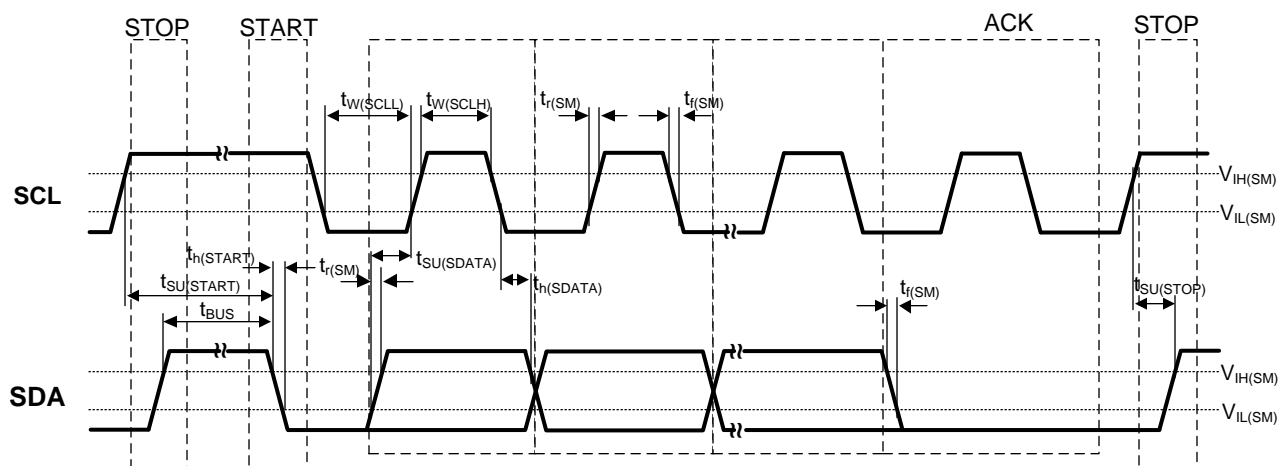 STOP START ACK STOP
tW(SCLL) tW(SCLH) tr(SM) tf(SM)
SCL
VIH(SM)
VIL(SM)
th(START) tr(SM) tSU(SDATA)
tSU(START) th(SDATA) tf(SM) tSU(STOP)
tBUS
SDA
VIH(SM)
VIL(SM)